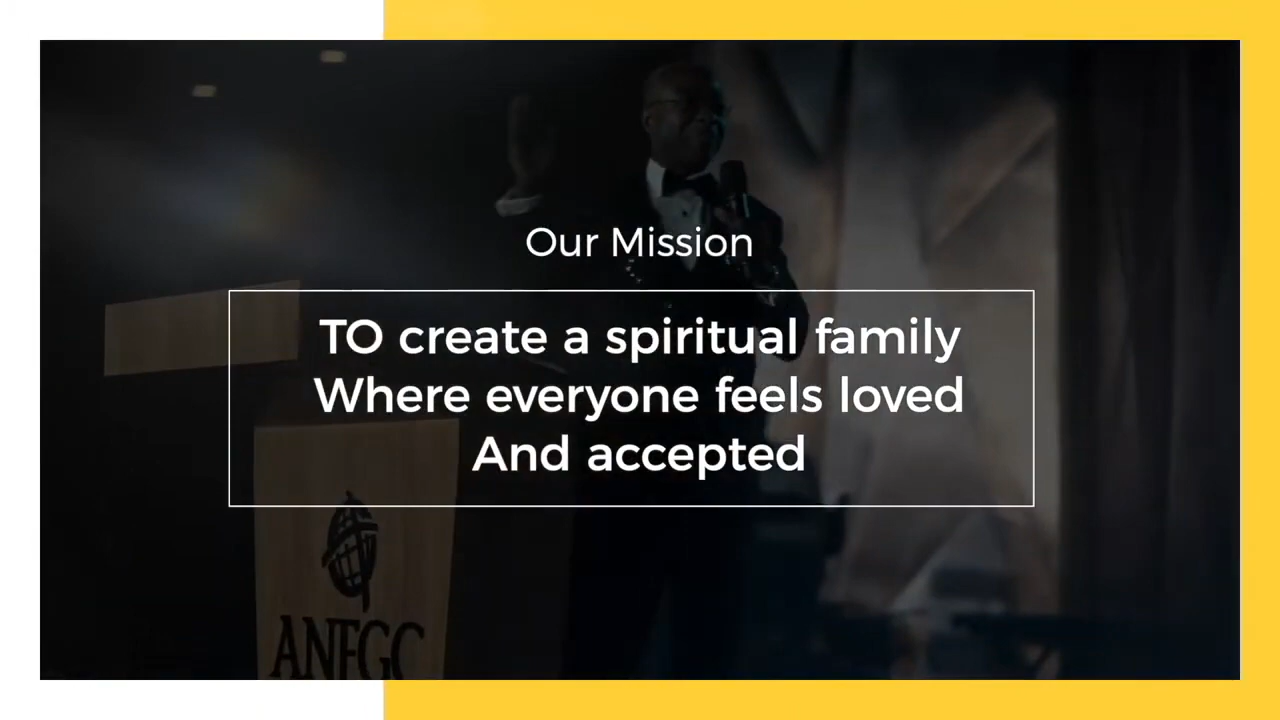 Our Mission
TO create a spiritual family
Where everyone feels loved
And accepted
ANFGC